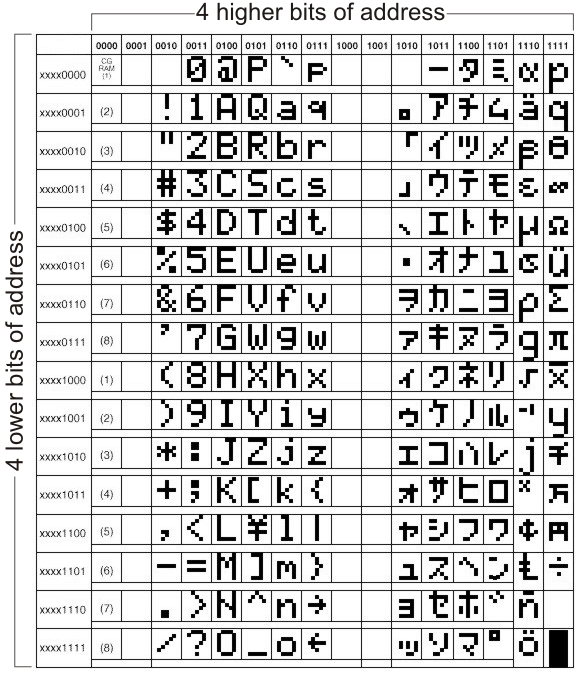 4 higher bits of address
4 lower bits of address
0000 0001 0010 0011 0100 0101 0110 0111 1000 1001 1010 1011 1100 1101 1110 1111
xxxx0000 CG RAM (1) 0 @ P ` p ー タ ミ α p
xxxx0001 (2) ! 1 A Q a q 。 ア チ ム ä q
xxxx0010 (3) " 2 B R b r 「 イ ツ メ β θ
xxxx0011 (4) # 3 C S c s 」 ウ テ モ ε ∞
xxxx0100 (5) $ 4 D T d t 、 エ ト ヤ μ Ω
xxxx0101 (6) % 5 E U e u ・ オ ナ ユ σ ü
xxxx0110 (7) & 6 F V f v ヲ カ ニ ヨ ρ Σ
xxxx0111 (8) ' 7 G W g w ァ キ ヌ ラ g π
xxxx1000 (1) ( 8 H X h x ィ ク ネ リ √ x̄
xxxx1001 (2) ) 9 I Y i y ゥ ケ ノ ル ⁻¹ y
xxxx1010 (3) * : J Z j z ェ コ ハ レ j 千
xxxx1011 (4) + ; K [ k { ォ サ ヒ ロ ˣ 万
xxxx1100 (5) , < L ¥ l | ャ シ フ ワ ¢ 円
xxxx1101 (6) - = M ] m } ュ ス ヘ ン £ ÷
xxxx1110 (7) . > N ^ n → ョ セ ホ ゛ ñ
xxxx1111 (8) / ? O _ o ← ッ ソ マ ゜ ö █